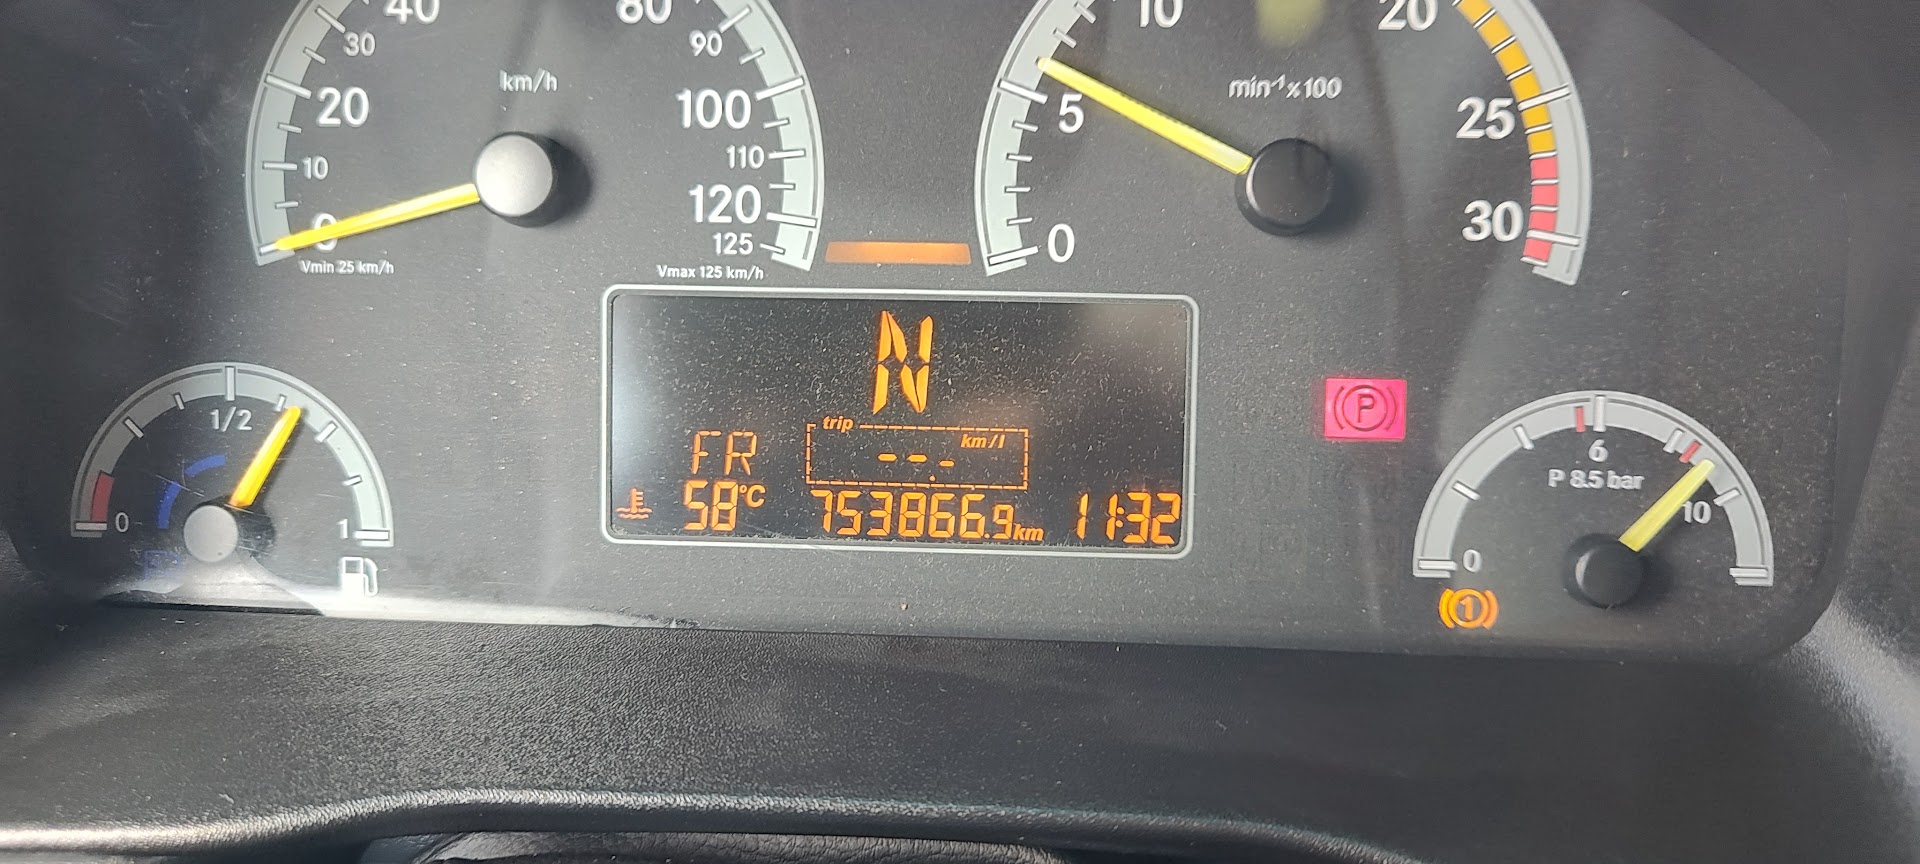 40
30
20
10
0
km/h
80
90
100
110
120
125
Vmin 25 km/h
Vmax 125 km/h
10
5
0
min⁻¹x100
20
25
30
N
trip
km/l
--.-
FR
58°C
753866.9km
11:32
0
1/2
1
P
0
6
10
P 8.5 bar
1